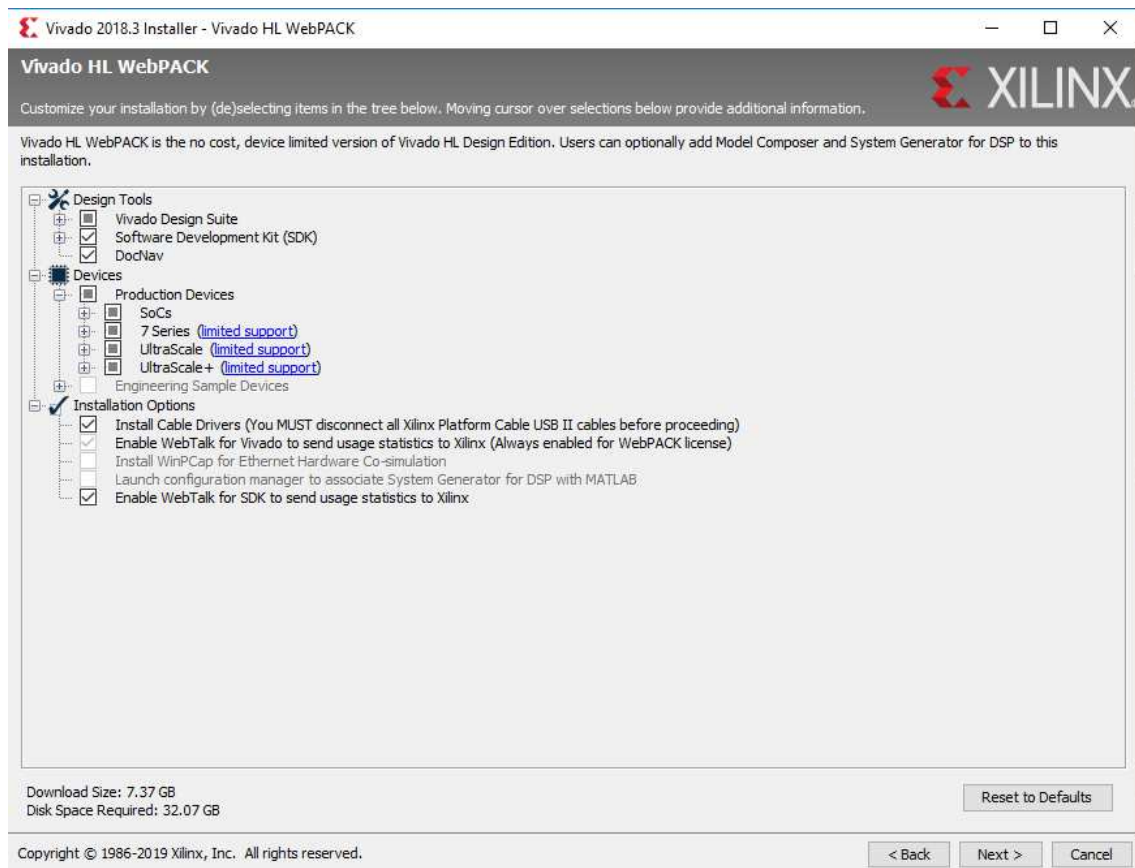 Vivado 2018.3 Installer - Vivado HL WebPACK
Vivado HL WebPACK
XILINX
Customize your installation by (de)selecting items in the tree below. Moving cursor over selections below provide additional information.
Vivado HL WebPACK is the no cost, device limited version of Vivado HL Design Edition. Users can optionally add Model Composer and System Generator for DSP to this
installation.
Design Tools
Vivado Design Suite
Software Development Kit (SDK)
DocNav
Devices
Production Devices
SoCs
7 Series (limited support)
UltraScale (limited support)
UltraScale+ (limited support)
Engineering Sample Devices
Installation Options
Install Cable Drivers (You MUST disconnect all Xilinx Platform Cable USB II cables before proceeding)
Enable WebTalk for Vivado to send usage statistics to Xilinx (Always enabled for WebPACK license)
Install WinPCap for Ethernet Hardware Co-simulation
Launch configuration manager to associate System Generator for DSP with MATLAB
Enable WebTalk for SDK to send usage statistics to Xilinx
Download Size: 7.37 GB
Disk Space Required: 32.07 GB
Reset to Defaults
Copyright © 1986-2019 Xilinx, Inc. All rights reserved.
< Back Next > Cancel